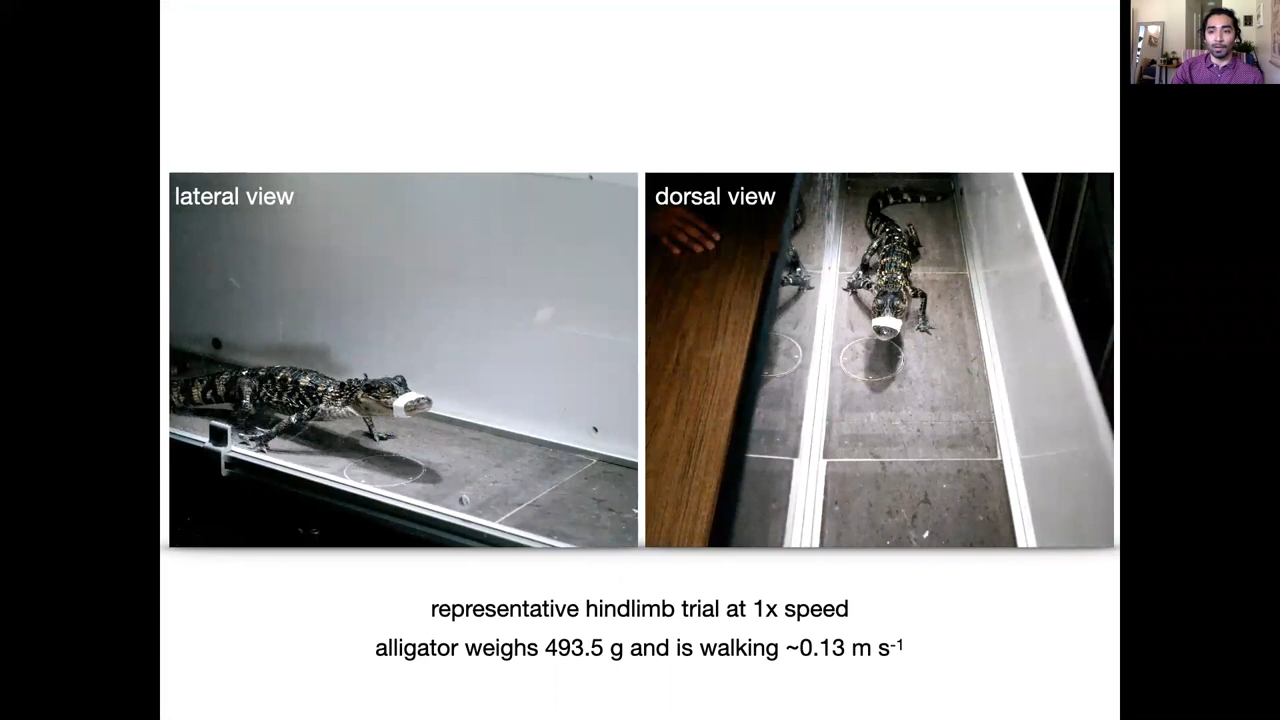 lateral view
dorsal view
representative hindlimb trial at 1x speed
alligator weighs 493.5 g and is walking ~0.13 m s⁻¹